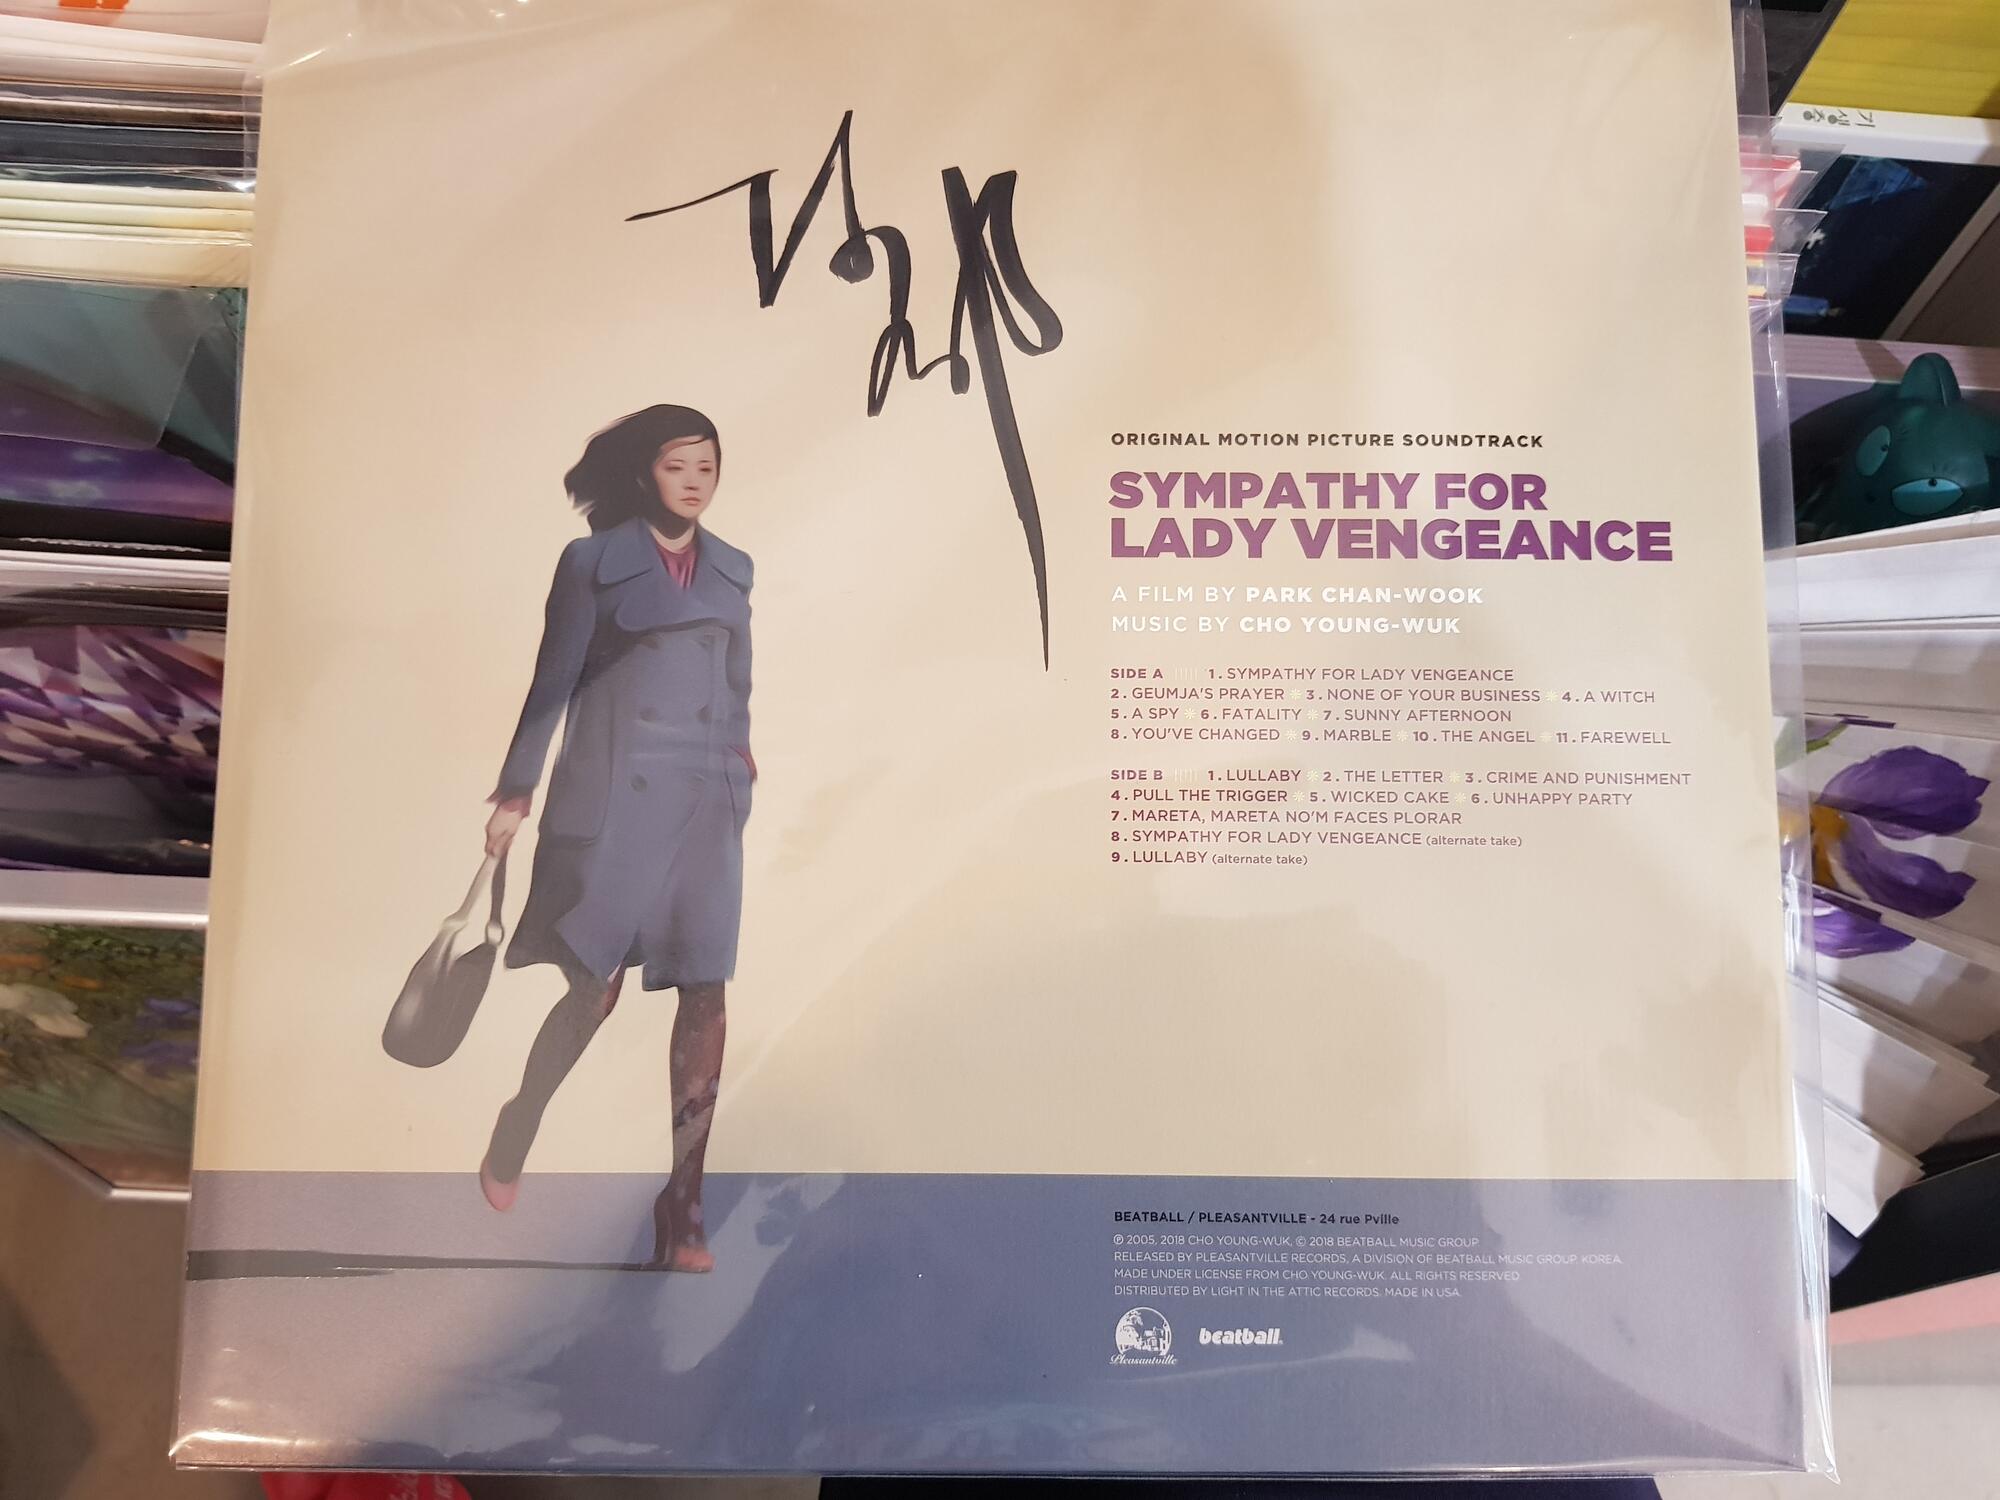 기생충
ORIGINAL MOTION PICTURE SOUNDTRACK
SYMPATHY FOR
LADY VENGEANCE
A FILM BY PARK CHAN-WOOK
MUSIC BY CHO YOUNG-WUK
SIDE A 1. SYMPATHY FOR LADY VENGEANCE
2. GEUMJA'S PRAYER 3. NONE OF YOUR BUSINESS 4. A WITCH
5. A SPY 6. FATALITY 7. SUNNY AFTERNOON
8. YOU'VE CHANGED 9. MARBLE 10. THE ANGEL 11. FAREWELL
SIDE B 1. LULLABY 2. THE LETTER 3. CRIME AND PUNISHMENT
4. PULL THE TRIGGER 5. WICKED CAKE 6. UNHAPPY PARTY
7. MARETA, MARETA NO'M FACES PLORAR
8. SYMPATHY FOR LADY VENGEANCE (alternate take)
9. LULLABY (alternate take)
BEATBALL / PLEASANTVILLE - 24 rue Pville
℗ 2005, 2018 CHO YOUNG-WUK, © 2018 BEATBALL MUSIC GROUP
RELEASED BY PLEASANTVILLE RECORDS, A DIVISION OF BEATBALL MUSIC GROUP. KOREA.
MADE UNDER LICENSE FROM CHO YOUNG-WUK. ALL RIGHTS RESERVED
DISTRIBUTED BY LIGHT IN THE ATTIC RECORDS. MADE IN USA.
Pleasantville
beatball.